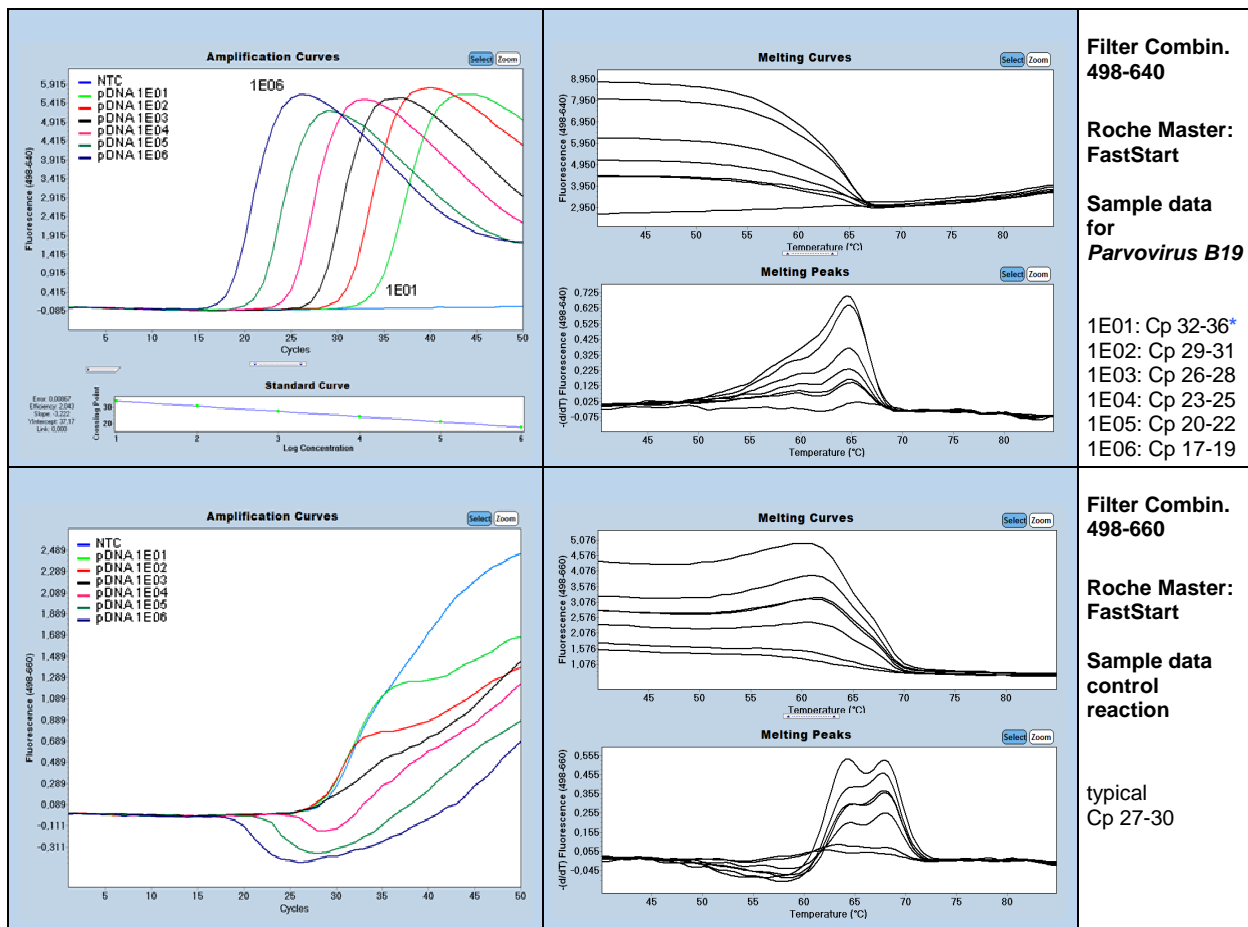 Amplification Curves
Select Zoom
5,915
5,415
4,915
4,415
3,915
3,415
2,915
2,415
1,915
1,415
0,915
0,415
-0,085
Fluorescence (498-640)
NTC
pDNA.1E01
pDNA.1E02
pDNA.1E03
pDNA.1E04
pDNA.1E05
pDNA.1E06
1E06
1E01
5 10 15 20 25 30 35 40 45 50
Cycles
Standard Curve
Slope: -3,222
YIntercept: 37,17
30
20
1 2 3 4 5 6
Log Concentration
Melting Curves
Select Zoom
8,950
7,950
6,950
5,950
4,950
3,950
2,950
Fluorescence (498-640)
45 50 55 60 65 70 75 80
Temperature (°C)
Melting Peaks
Select Zoom
0,725
0,625
0,525
0,425
0,325
0,225
0,125
0,025
-0,075
-(d/dT) Fluorescence (498-640)
45 50 55 60 65 70 75 80
Temperature (°C)
Filter Combin.
498-640
Roche Master:
FastStart
Sample data
for
Parvovirus B19
1E01: Cp 32-36*
1E02: Cp 29-31
1E03: Cp 26-28
1E04: Cp 23-25
1E05: Cp 20-22
1E06: Cp 17-19
Amplification Curves
Select Zoom
2,489
2,289
2,089
1,889
1,689
1,489
1,289
1,089
0,889
0,689
0,489
0,289
0,089
-0,111
-0,311
Fluorescence (498-660)
NTC
pDNA.1E01
pDNA.1E02
pDNA.1E03
pDNA.1E04
pDNA.1E05
pDNA.1E06
5 10 15 20 25 30 35 40 45 50
Cycles
Melting Curves
Select Zoom
5,076
4,576
4,076
3,576
3,076
2,576
2,076
1,576
1,076
Fluorescence (498-660)
45 50 55 60 65 70 75 80
Temperature (°C)
Melting Peaks
Select Zoom
0,555
0,455
0,355
0,255
0,155
0,055
-0,045
-(d/dT) Fluorescence (498-660)
45 50 55 60 65 70 75 80
Temperature (°C)
Filter Combin.
498-660
Roche Master:
FastStart
Sample data
control
reaction
typical
Cp 27-30